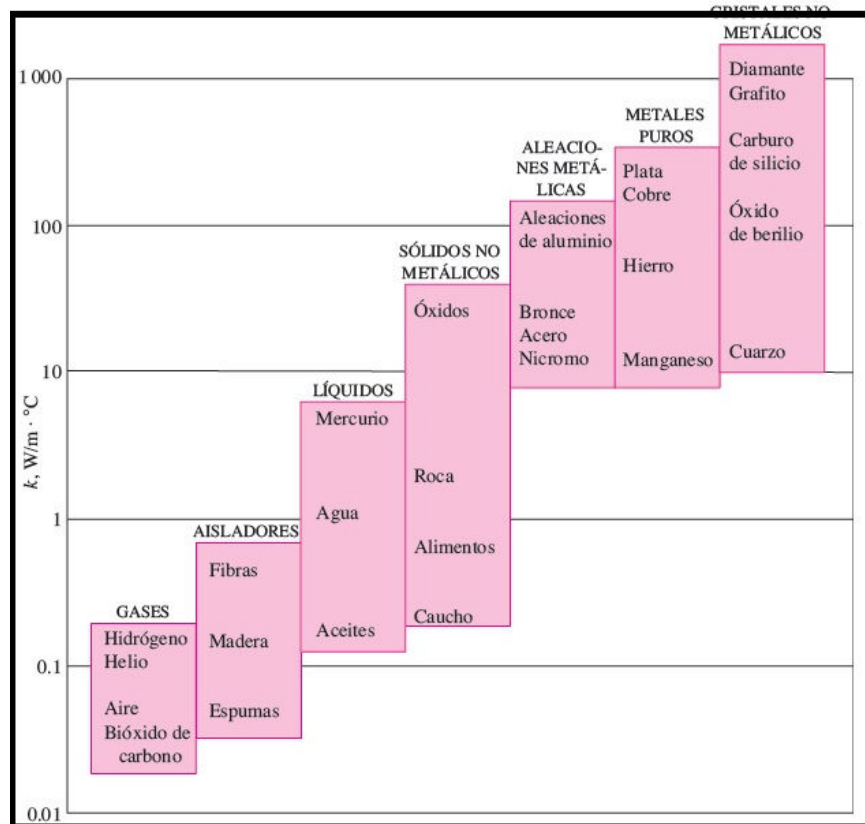 CRISTALES NO
METÁLICOS
Diamante
Grafito
Carburo
de silicio
Óxido
de berilio
Cuarzo
METALES
PUROS
Plata
Cobre
Hierro
Manganeso
ALEACIO-
NES METÁ-
LICAS
Aleaciones
de aluminio
Bronce
Acero
Nicromo
SÓLIDOS NO
METÁLICOS
Óxidos
Roca
Alimentos
Caucho
LÍQUIDOS
Mercurio
Agua
Aceites
AISLADORES
Fibras
Madera
Espumas
GASES
Hidrógeno
Helio
Aire
Bióxido de
carbono
1 000
100
10
1
0.1
0.01
k, W/m · °C